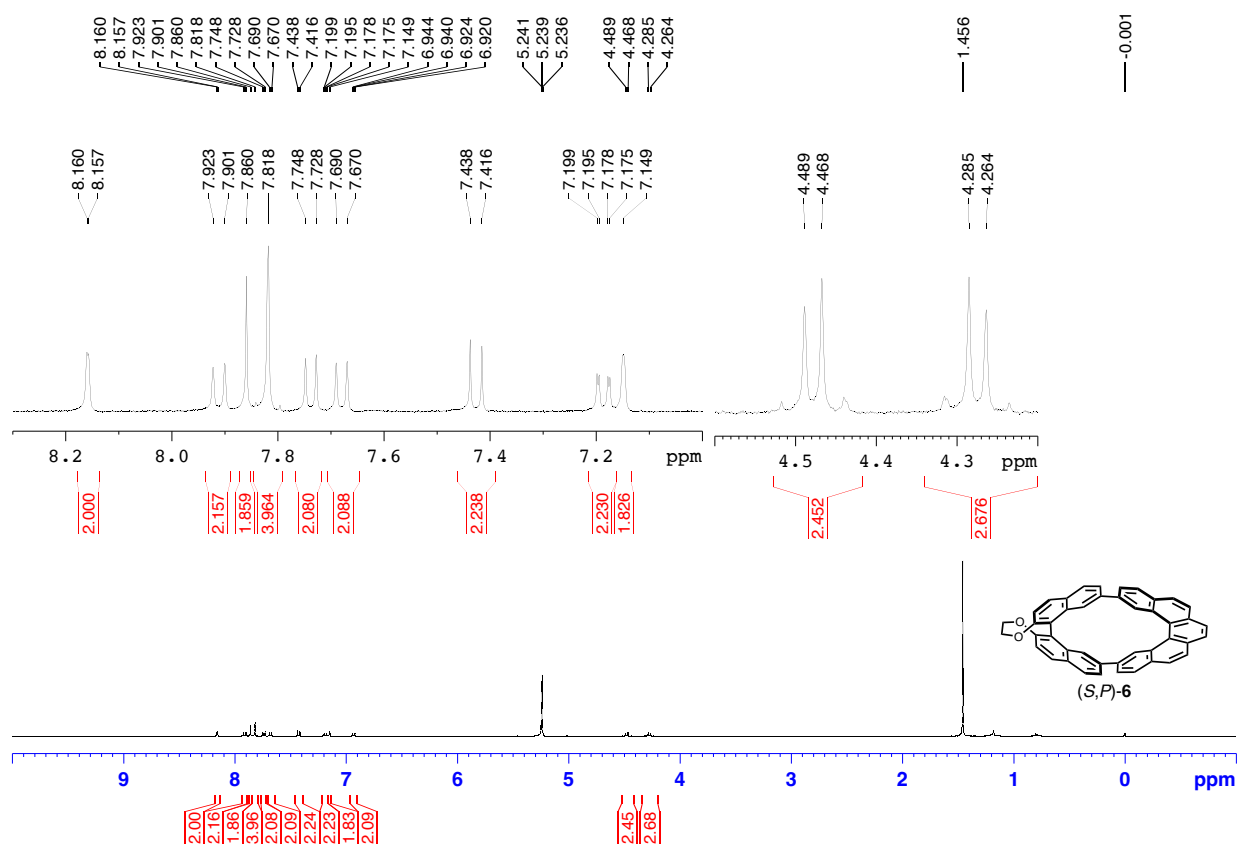 8.160 8.157 7.923 7.901 7.860 7.818 7.748 7.728 7.690 7.670 7.438 7.416 7.199 7.195 7.178 7.175 7.149 6.944 6.940 6.924 6.920 5.241 5.239 5.236 4.489 4.468 4.285 4.264 1.456 -0.001
8.160 8.157 7.923 7.901 7.860 7.818 7.748 7.728 7.690 7.670 7.438 7.416 7.199 7.195 7.178 7.175 7.149 4.489 4.468 4.285 4.264
8.2 8.0 7.8 7.6 7.4 7.2 ppm 4.5 4.4 4.3 ppm
2.000 2.157 1.859 3.964 2.080 2.088 2.238 2.230 1.826 2.452 2.676
O
O
(S,P)-6
9 8 7 6 5 4 3 2 1 0 ppm
2.00 2.16 1.86 3.96 2.08 2.09 2.24 2.23 1.83 2.09 2.45 2.68